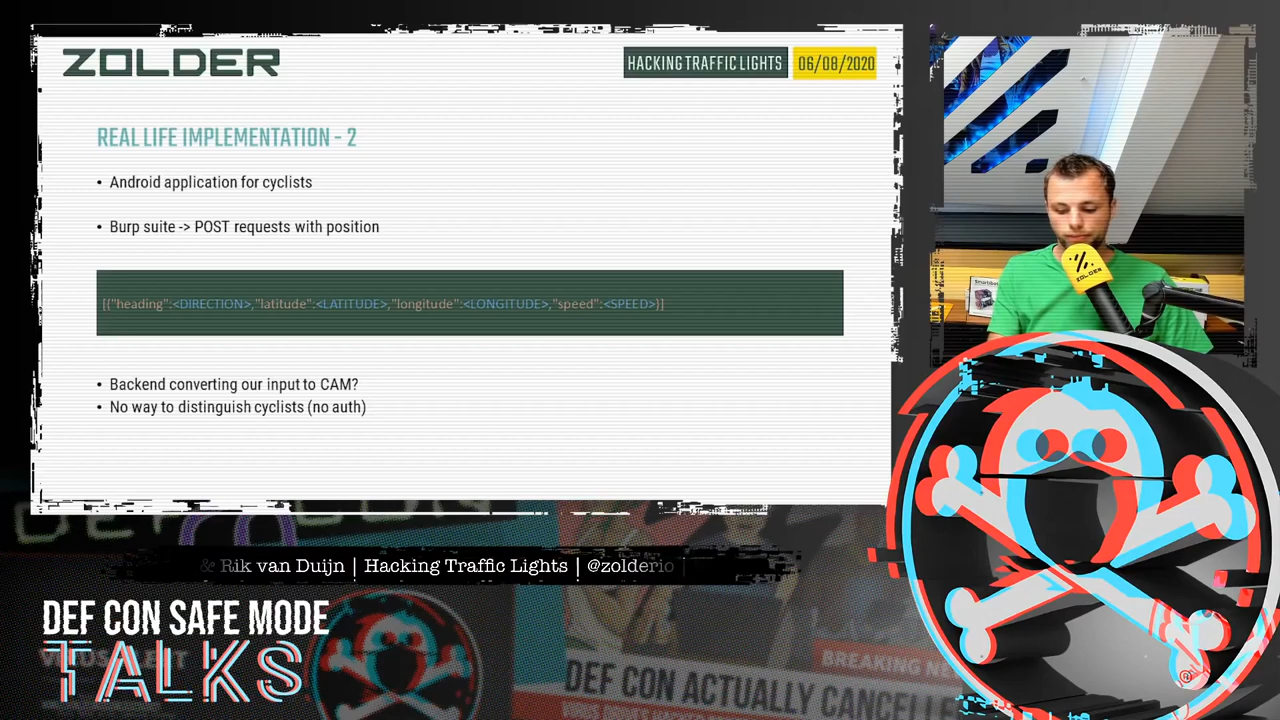 ZOLDER
HACKING TRAFFIC LIGHTS
06/08/2020
REAL LIFE IMPLEMENTATION - 2
• Android application for cyclists
• Burp suite -> POST requests with position
[{"heading":<DIRECTION>,"latitude":<LATITUDE>,"longitude":<LONGITUDE>,"speed":<SPEED>}]
• Backend converting our input to CAM?
• No way to distinguish cyclists (no auth)
ZOLDER
& Rik van Duijn | Hacking Traffic Lights | @zolderio |
DEF CON SAFE MODE
TALKS
DEF CON
BREAKING NE
DEF CON ACTUALLY CANCELLE